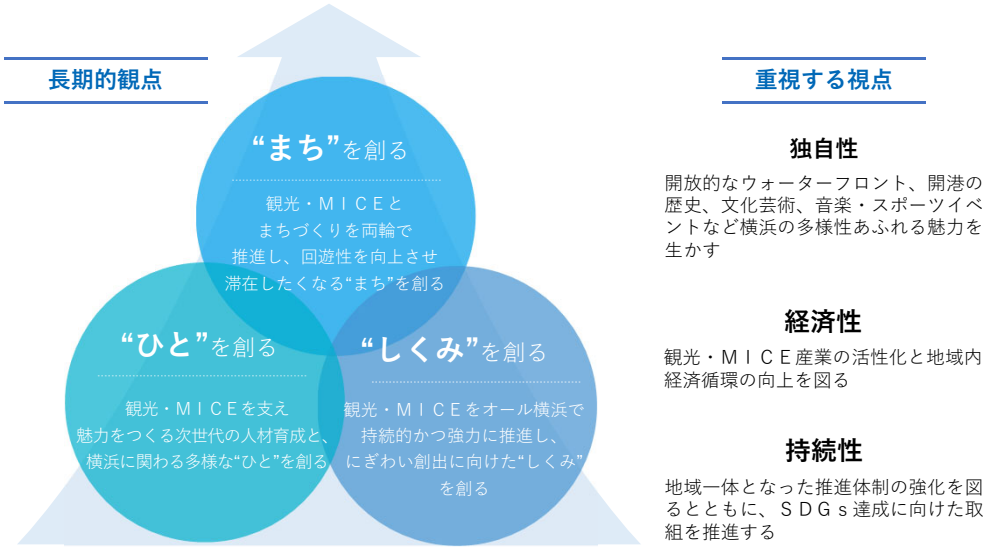 長期的観点
“まち”を創る
観光・ＭＩＣＥと
まちづくりを両輪で
推進し、回遊性を向上させ
滞在したくなる“まち”を創る
“ひと”を創る
観光・ＭＩＣＥを支え
魅力をつくる次世代の人材育成と、
横浜に関わる多様な“ひと”を創る
“しくみ”を創る
観光・ＭＩＣＥをオール横浜で
持続的かつ強力に推進し、
にぎわい創出に向けた“しくみ”
を創る
重視する視点
独自性
開放的なウォーターフロント、開港の
歴史、文化芸術、音楽・スポーツイベ
ントなど横浜の多様性あふれる魅力を
生かす
経済性
観光・ＭＩＣＥ産業の活性化と地域内
経済循環の向上を図る
持続性
地域一体となった推進体制の強化を図
るとともに、ＳＤＧｓ達成に向けた取
組を推進する